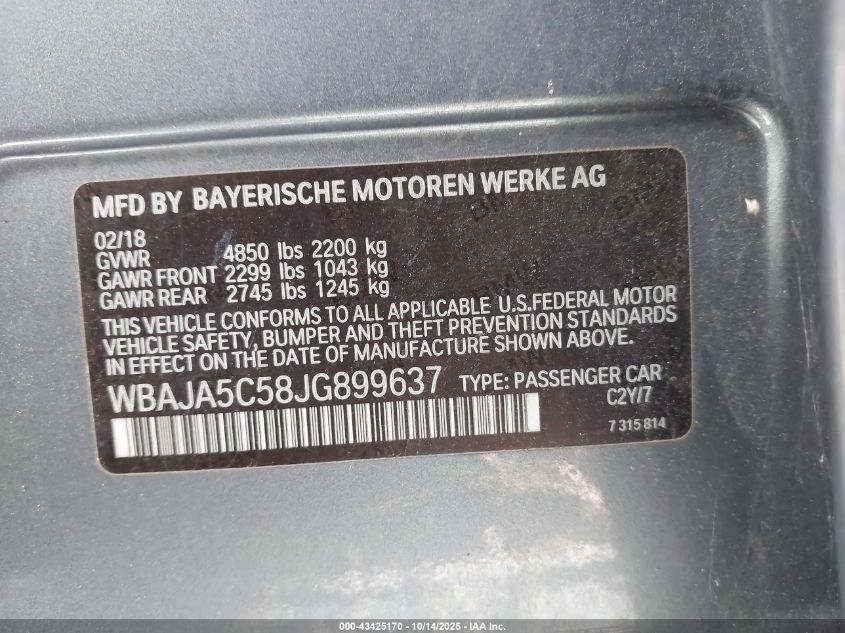 MFD BY BAYERISCHE MOTOREN WERKE AG
02/18
GVWR 4850 lbs 2200 kg
GAWR FRONT 2299 lbs 1043 kg
GAWR REAR 2745 lbs 1245 kg
THIS VEHICLE CONFORMS TO ALL APPLICABLE U.S.FEDERAL MOTOR
VEHICLE SAFETY, BUMPER AND THEFT PREVENTION STANDARDS
IN EFFECT ON THE DATE OF MANUFACTURE SHOWN ABOVE.
WBAJA5C58JG899637 TYPE: PASSENGER CAR
C2Y/7
7 315 814
000-43425170 - 10/14/2025 - IAA Inc.